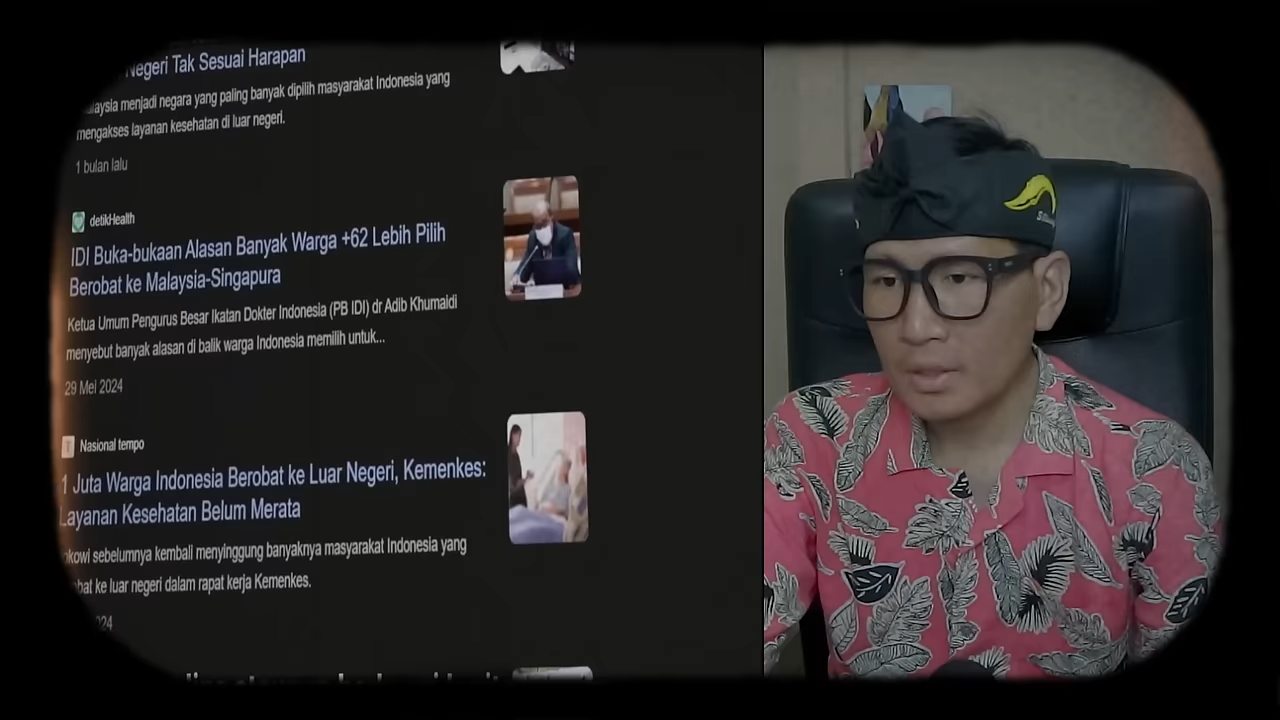 Negeri Tak Sesuai Harapan
Malaysia menjadi negara yang paling banyak dipilih masyarakat Indonesia yang
mengakses layanan kesehatan di luar negeri.
1 bulan lalu
detikHealth
IDI Buka-bukaan Alasan Banyak Warga +62 Lebih Pilih
Berobat ke Malaysia-Singapura
Ketua Umum Pengurus Besar Ikatan Dokter Indonesia (PB IDI) dr Adib Khumaidi
menyebut banyak alasan di balik warga Indonesia memilih untuk...
29 Mei 2024
Nasional tempo
1 Juta Warga Indonesia Berobat ke Luar Negeri, Kemenkes:
Layanan Kesehatan Belum Merata
Jokowi sebelumnya kembali menyinggung banyaknya masyarakat Indonesia yang
berobat ke luar negeri dalam rapat kerja Kemenkes.